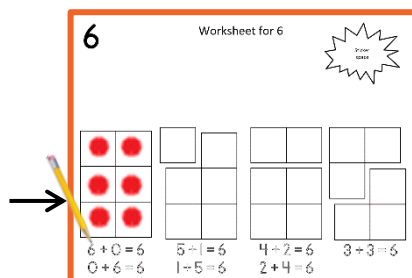 6
Worksheet for 6
Sticker
space
6 + 0 = 6
0 + 6 = 6
5 + 1 = 6
1 + 5 = 6
4 + 2 = 6
2 + 4 = 6
3 + 3 = 6